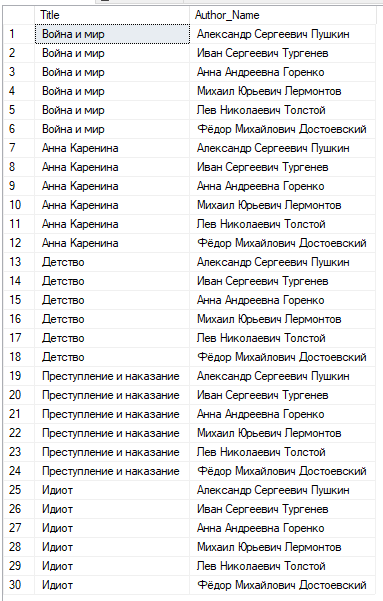 Title Author_Name
1 Война и мир Александр Сергеевич Пушкин
2 Война и мир Иван Сергеевич Тургенев
3 Война и мир Анна Андреевна Горенко
4 Война и мир Михаил Юрьевич Лермонтов
5 Война и мир Лев Николаевич Толстой
6 Война и мир Фёдор Михайлович Достоевский
7 Анна Каренина Александр Сергеевич Пушкин
8 Анна Каренина Иван Сергеевич Тургенев
9 Анна Каренина Анна Андреевна Горенко
10 Анна Каренина Михаил Юрьевич Лермонтов
11 Анна Каренина Лев Николаевич Толстой
12 Анна Каренина Фёдор Михайлович Достоевский
13 Детство Александр Сергеевич Пушкин
14 Детство Иван Сергеевич Тургенев
15 Детство Анна Андреевна Горенко
16 Детство Михаил Юрьевич Лермонтов
17 Детство Лев Николаевич Толстой
18 Детство Фёдор Михайлович Достоевский
19 Преступление и наказание Александр Сергеевич Пушкин
20 Преступление и наказание Иван Сергеевич Тургенев
21 Преступление и наказание Анна Андреевна Горенко
22 Преступление и наказание Михаил Юрьевич Лермонтов
23 Преступление и наказание Лев Николаевич Толстой
24 Преступление и наказание Фёдор Михайлович Достоевский
25 Идиот Александр Сергеевич Пушкин
26 Идиот Иван Сергеевич Тургенев
27 Идиот Анна Андреевна Горенко
28 Идиот Михаил Юрьевич Лермонтов
29 Идиот Лев Николаевич Толстой
30 Идиот Фёдор Михайлович Достоевский